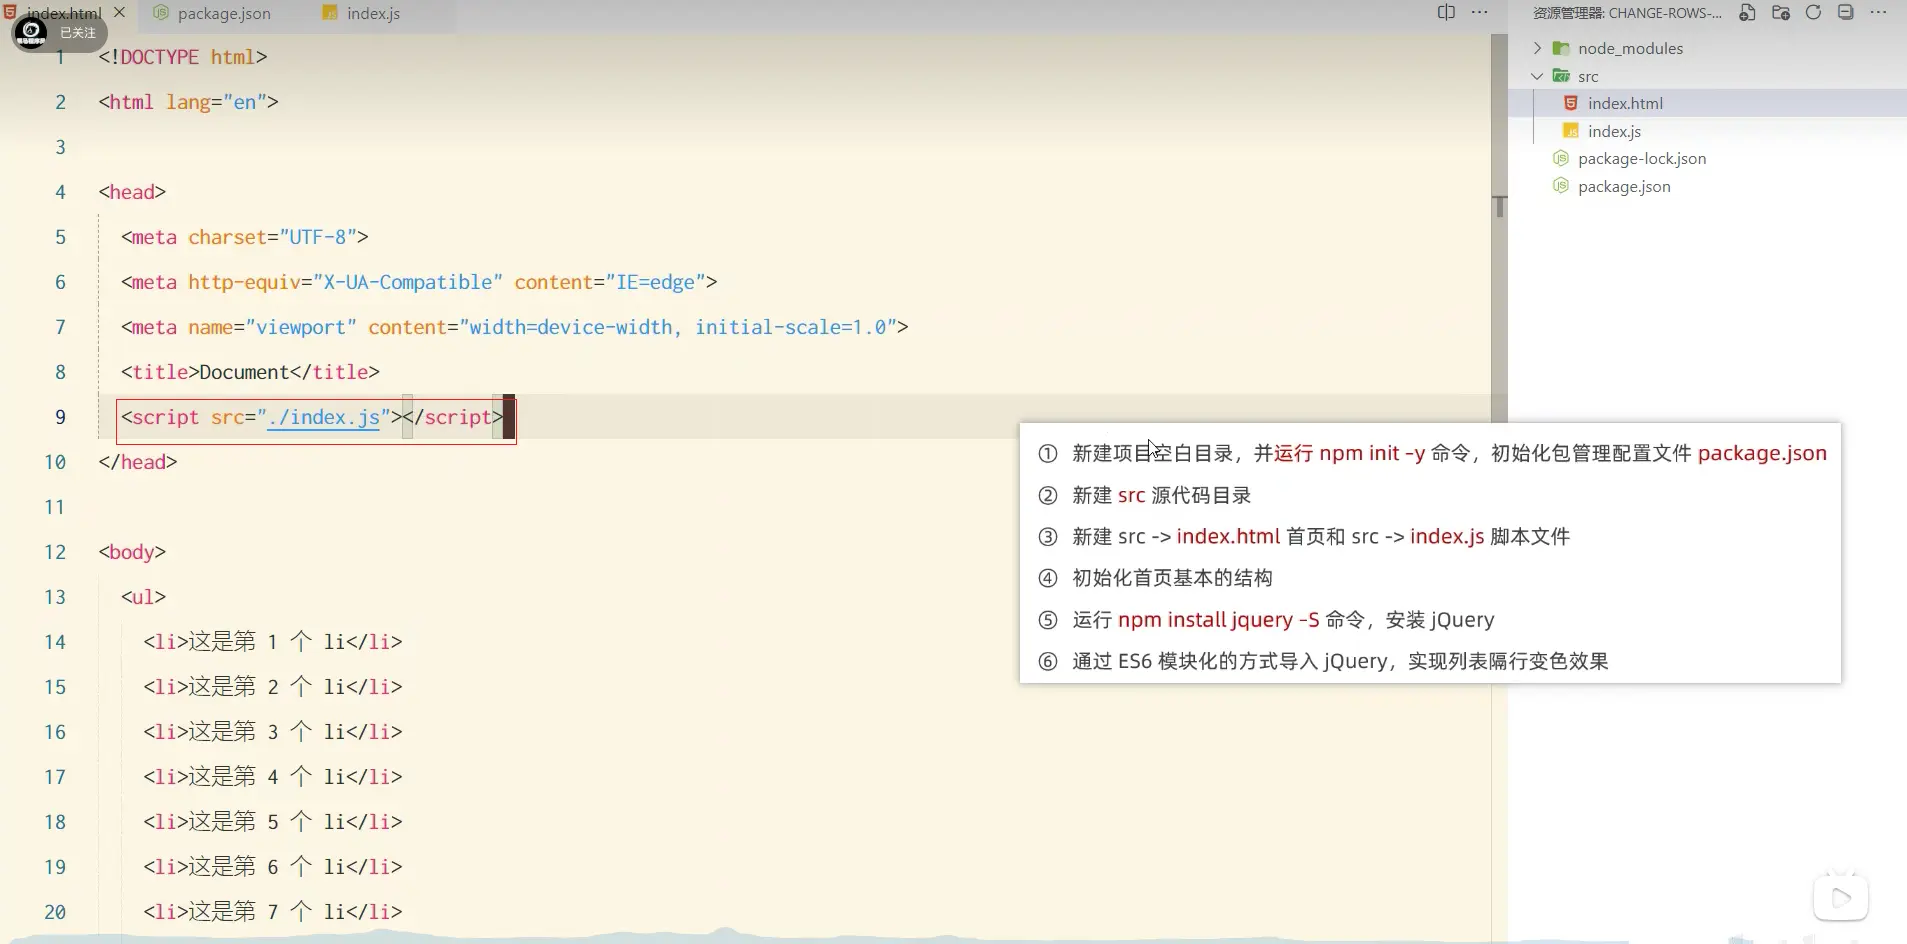 index.html
package.json
index.js
资源管理器: CHANGE-ROWS-...
已关注
1 <!DOCTYPE html>
2 <html lang="en">
3
4 <head>
5 <meta charset="UTF-8">
6 <meta http-equiv="X-UA-Compatible" content="IE=edge">
7 <meta name="viewport" content="width=device-width, initial-scale=1.0">
8 <title>Document</title>
9 <script src="./index.js"></script>
10 </head>
11
12 <body>
13 <ul>
14 <li>这是第 1 个 li</li>
15 <li>这是第 2 个 li</li>
16 <li>这是第 3 个 li</li>
17 <li>这是第 4 个 li</li>
18 <li>这是第 5 个 li</li>
19 <li>这是第 6 个 li</li>
20 <li>这是第 7 个 li</li>
① 新建项目空白目录，并运行 npm init -y 命令，初始化包管理配置文件 package.json
② 新建 src 源代码目录
③ 新建 src -> index.html 首页和 src -> index.js 脚本文件
④ 初始化首页基本的结构
⑤ 运行 npm install jquery -S 命令，安装 jQuery
⑥ 通过 ES6 模块化的方式导入 jQuery，实现列表隔行变色效果
node_modules
src
index.html
index.js
package-lock.json
package.json